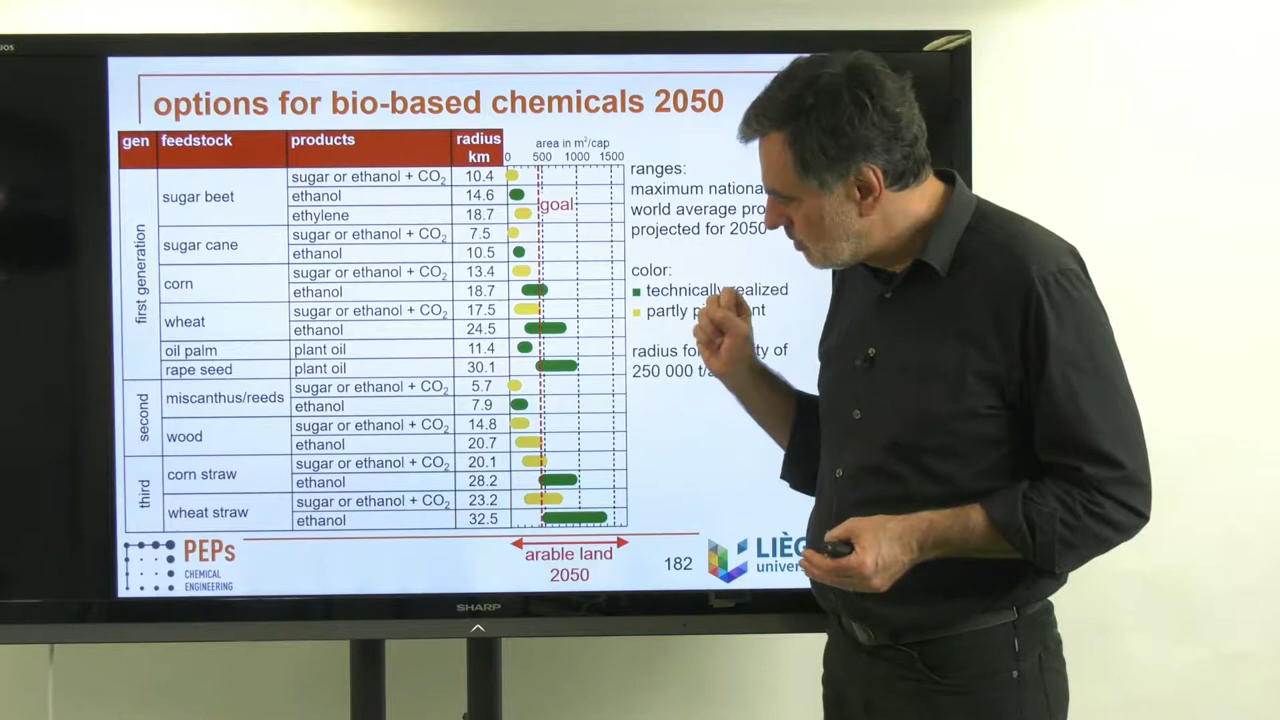 options for bio-based chemicals 2050
gen feedstock products radius km
area in m²/cap
0 500 1000 1500
first generation
sugar beet
sugar or ethanol + CO₂ 10.4
ethanol 14.6
ethylene 18.7
sugar cane
sugar or ethanol + CO₂ 7.5
ethanol 10.5
corn
sugar or ethanol + CO₂ 13.4
ethanol 18.7
wheat
sugar or ethanol + CO₂ 17.5
ethanol 24.5
oil palm plant oil 11.4
rape seed plant oil 30.1
second
miscanthus/reeds
sugar or ethanol + CO₂ 5.7
ethanol 7.9
wood
sugar or ethanol + CO₂ 14.8
ethanol 20.7
third
corn straw
sugar or ethanol + CO₂ 20.1
ethanol 28.2
wheat straw
sugar or ethanol + CO₂ 23.2
ethanol 32.5
goal
ranges:
maximum
world average
projected for 2050
color:
technically realized
partly
radius
250 000
arable land
2050
182
PEPs
CHEMICAL
ENGINEERING
SHARP